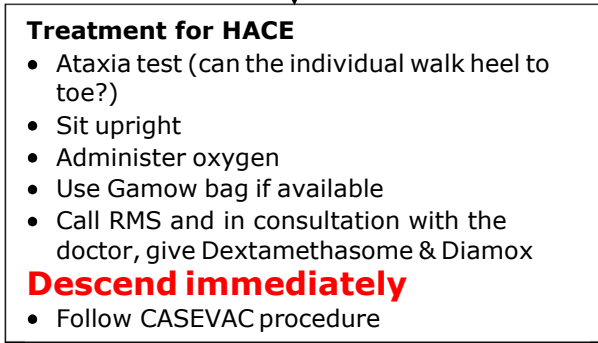 Treatment for HACE
• Ataxia test (can the individual walk heel to
toe?)
• Sit upright
• Administer oxygen
• Use Gamow bag if available
• Call RMS and in consultation with the
doctor, give Dextamethasome & Diamox
Descend immediately
• Follow CASEVAC procedure